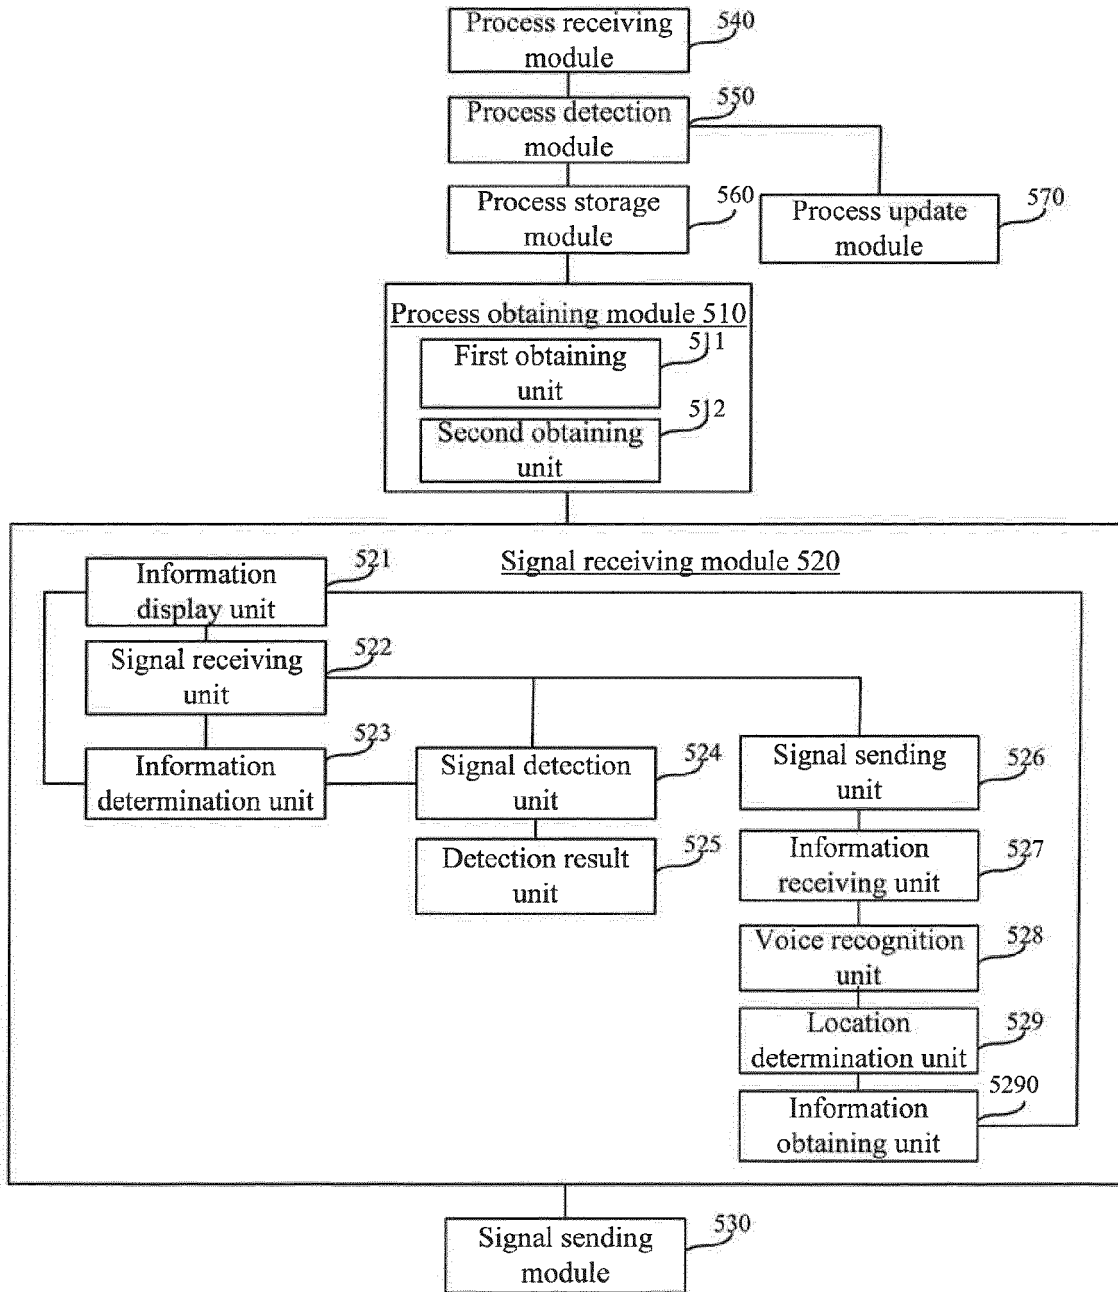 Process receiving
module
540
Process detection
module
550
Process storage
module
560
Process update
module
570
Process obtaining module 510
First obtaining
unit
511
Second obtaining
unit
512
Signal receiving module 520
Information
display unit
521
Signal receiving
unit
522
Information
determination unit
523
Signal detection
unit
524
Detection result
unit
525
Signal sending
unit
526
Information
receiving unit
527
Voice recognition
unit
528
Location
determination unit
529
Information
obtaining unit
5290
Signal sending
module
530